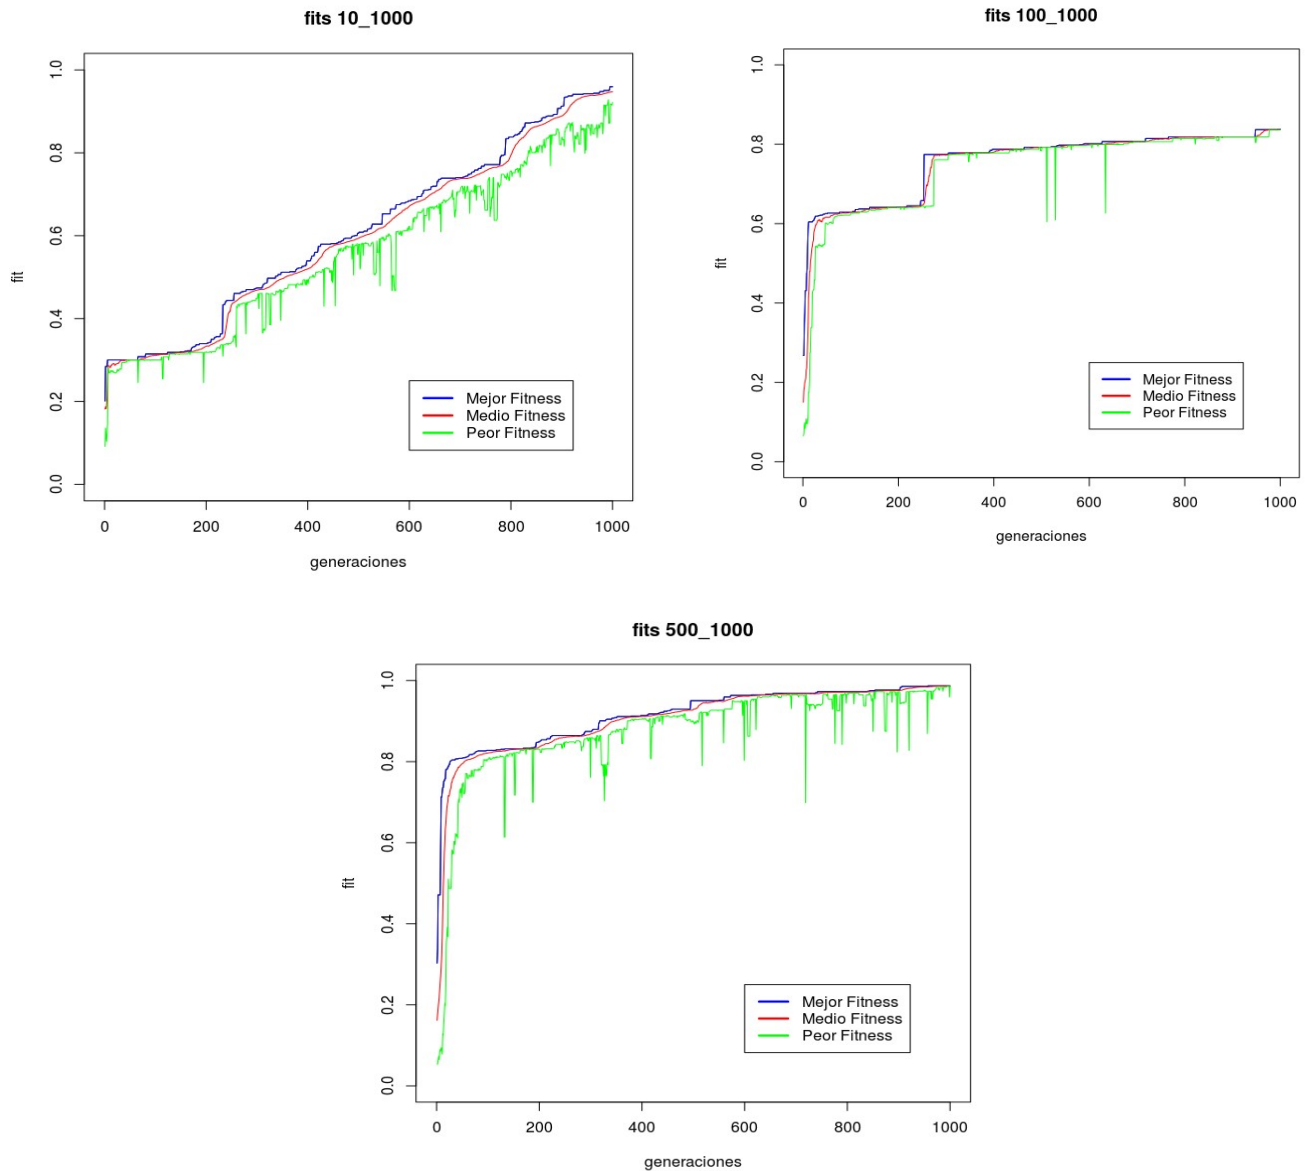 fits 10_1000
fit
1.0
0.8
0.6
0.4
0.2
0.0
Mejor Fitness
Medio Fitness
Peor Fitness
0 200 400 600 800 1000
generaciones
fits 100_1000
fit
1.0
0.8
0.6
0.4
0.2
0.0
Mejor Fitness
Medio Fitness
Peor Fitness
0 200 400 600 800 1000
generaciones
fits 500_1000
fit
1.0
0.8
0.6
0.4
0.2
0.0
Mejor Fitness
Medio Fitness
Peor Fitness
0 200 400 600 800 1000
generaciones